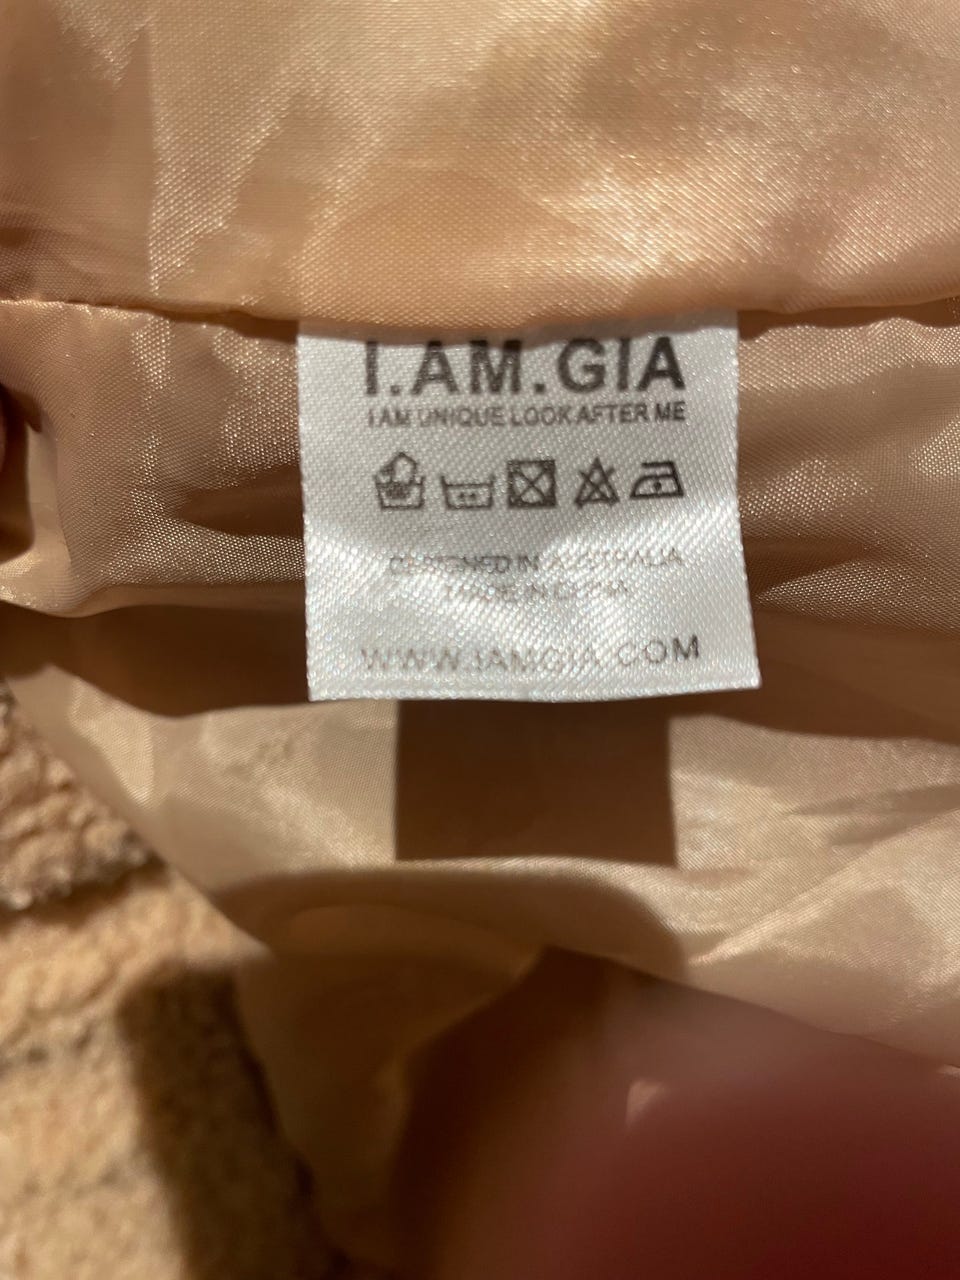 I.AM.GIA
I AM UNIQUE LOOK AFTER ME
DESIGNED IN AUSTRALIA
MADE IN CHINA
WWW.IAMGIA.COM